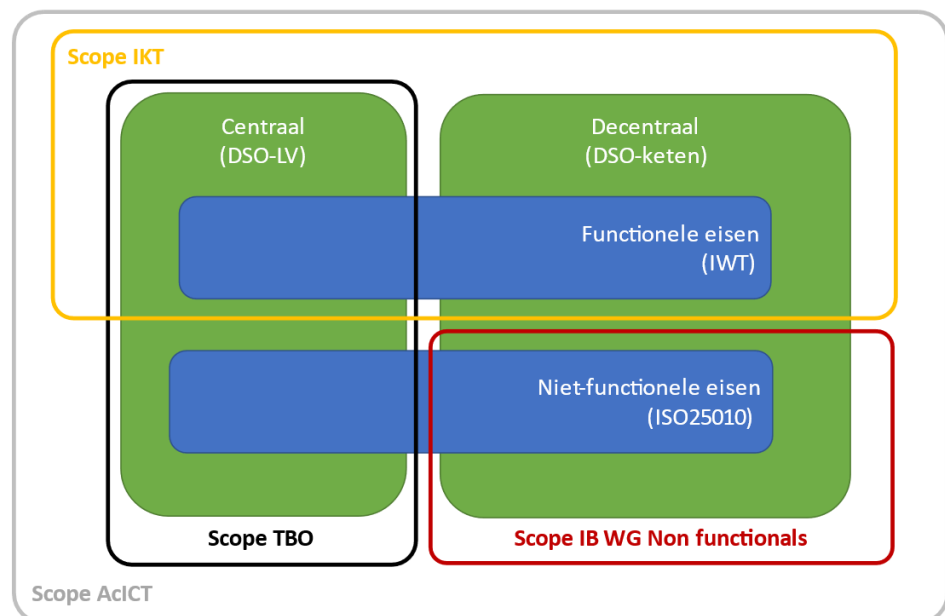 Scope IKT
Centraal
(DSO-LV)
Decentraal
(DSO-keten)
Functionele eisen
(IWT)
Niet-functionele eisen
(ISO25010)
Scope TBO
Scope IB WG Non functionals
Scope AcICT